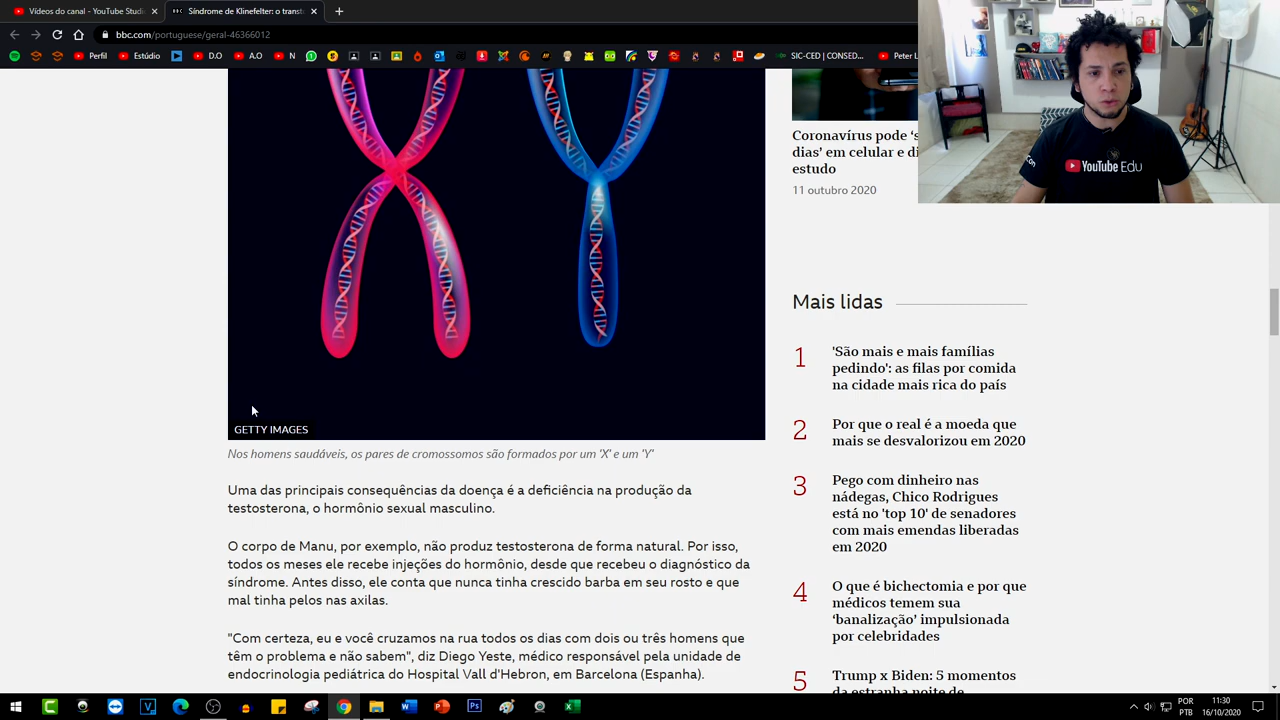 Vídeos do canal - YouTube Studi
Síndrome de Klinefelter: o transt
bbc.com/portuguese/geral-46366012
Perfil
Estúdio
D.O
A.O
N
SIC-CED | CONSED...
Peter L
Coronavírus pode 's
dias' em celular e di
estudo
11 outubro 2020
YouTube Edu
GETTY IMAGES
Nos homens saudáveis, os pares de cromossomos são formados por um 'X' e um 'Y'
Uma das principais consequências da doença é a deficiência na produção da
testosterona, o hormônio sexual masculino.
O corpo de Manu, por exemplo, não produz testosterona de forma natural. Por isso,
todos os meses ele recebe injeções do hormônio, desde que recebeu o diagnóstico da
síndrome. Antes disso, ele conta que nunca tinha crescido barba em seu rosto e que
mal tinha pelos nas axilas.
"Com certeza, eu e você cruzamos na rua todos os dias com dois ou três homens que
têm o problema e não sabem", diz Diego Yeste, médico responsável pela unidade de
endocrinologia pediátrica do Hospital Vall d'Hebron, em Barcelona (Espanha).
Mais lidas
1
'São mais e mais famílias
pedindo': as filas por comida
na cidade mais rica do país
2
Por que o real é a moeda que
mais se desvalorizou em 2020
3
Pego com dinheiro nas
nádegas, Chico Rodrigues
está no 'top 10' de senadores
com mais emendas liberadas
em 2020
4
O que é bichectomia e por que
médicos temem sua
'banalização' impulsionada
por celebridades
5
Trump x Biden: 5 momentos
da estranha noite de
POR
PTB
11:30
16/10/2020